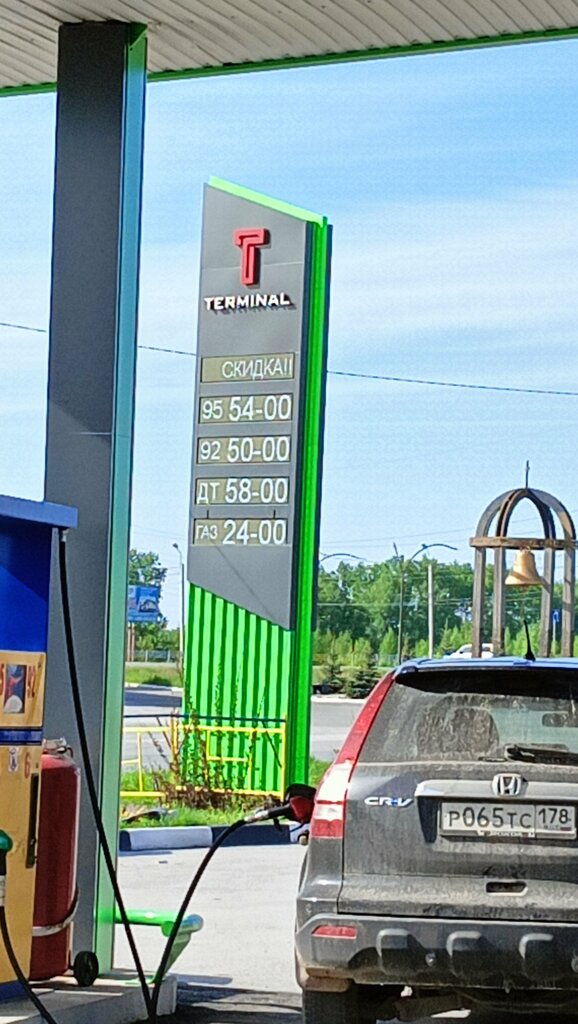 T
TERMINAL
СКИДКА!!
95 54-00
92 50-00
ДТ 58-00
ГАЗ 24-00
CR-V
Р065ТС 178